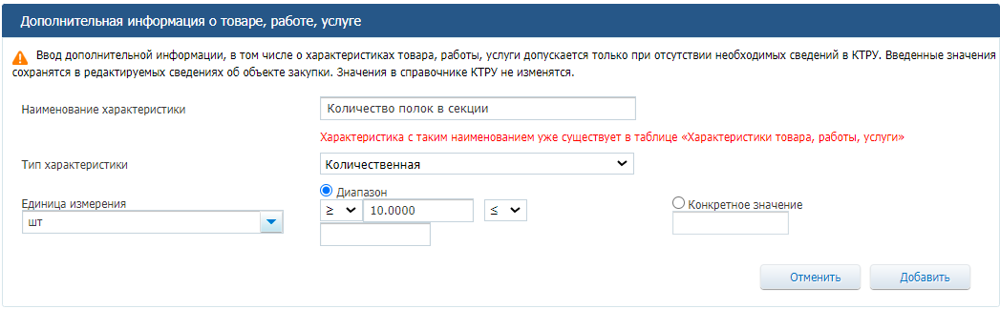 Дополнительная информация о товаре, работе, услуге
Ввод дополнительной информации, в том числе о характеристиках товара, работы, услуги допускается только при отсутствии необходимых сведений в КТРУ. Введенные значения
сохранятся в редактируемых сведениях об объекте закупки. Значения в справочнике КТРУ не изменятся.
Наименование характеристики
Количество полок в секции
Характеристика с таким наименованием уже существует в таблице «Характеристики товара, работы, услуги»
Тип характеристики
Количественная
Единица измерения
Диапазон
Конкретное значение
шт
≥ 10.0000 ≤
Отменить
Добавить